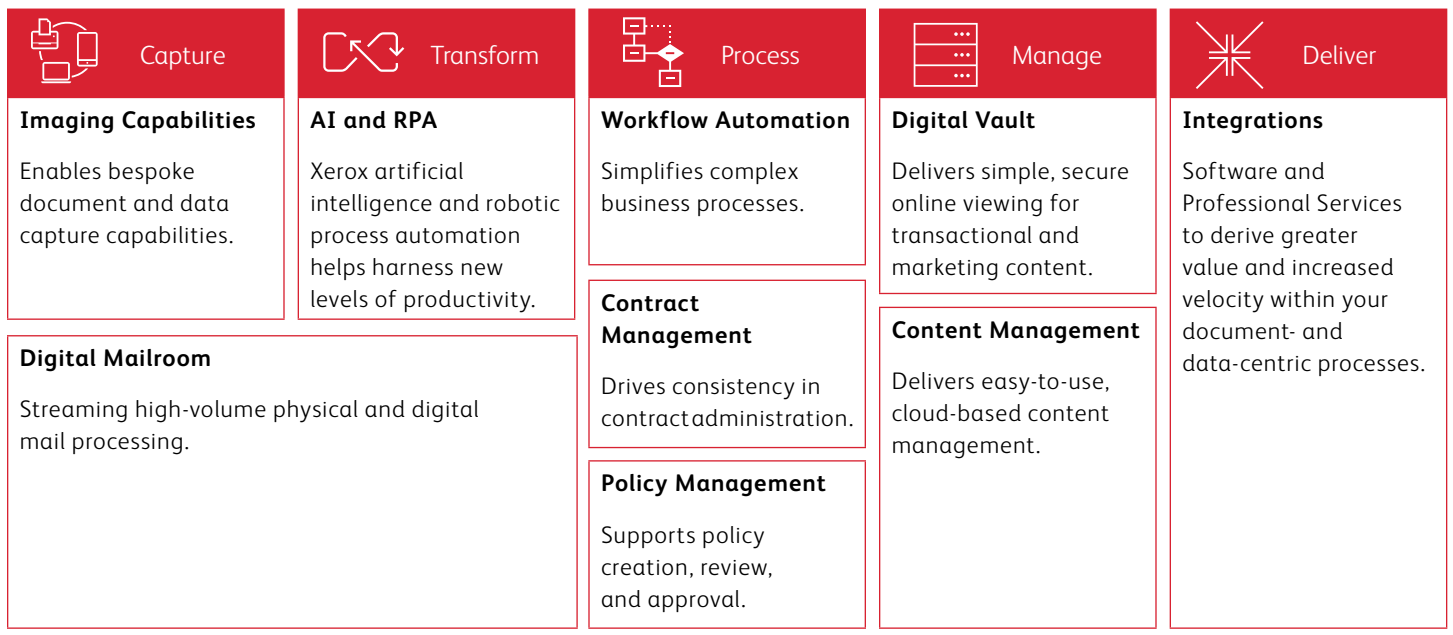 Capture
Imaging Capabilities
Enables bespoke
document and data
capture capabilities.
Transform
AI and RPA
Xerox artificial
intelligence and robotic
process automation
helps harness new
levels of productivity.
Digital Mailroom
Streaming high-volume physical and digital
mail processing.
Process
Workflow Automation
Simplifies complex
business processes.
Contract
Management
Drives consistency in
contract administration.
Policy Management
Supports policy
creation, review,
and approval.
Manage
Digital Vault
Delivers simple, secure
online viewing for
transactional and
marketing content.
Content Management
Delivers easy-to-use,
cloud-based content
management.
Deliver
Integrations
Software and
Professional Services
to derive greater
value and increased
velocity within your
document- and
data-centric processes.